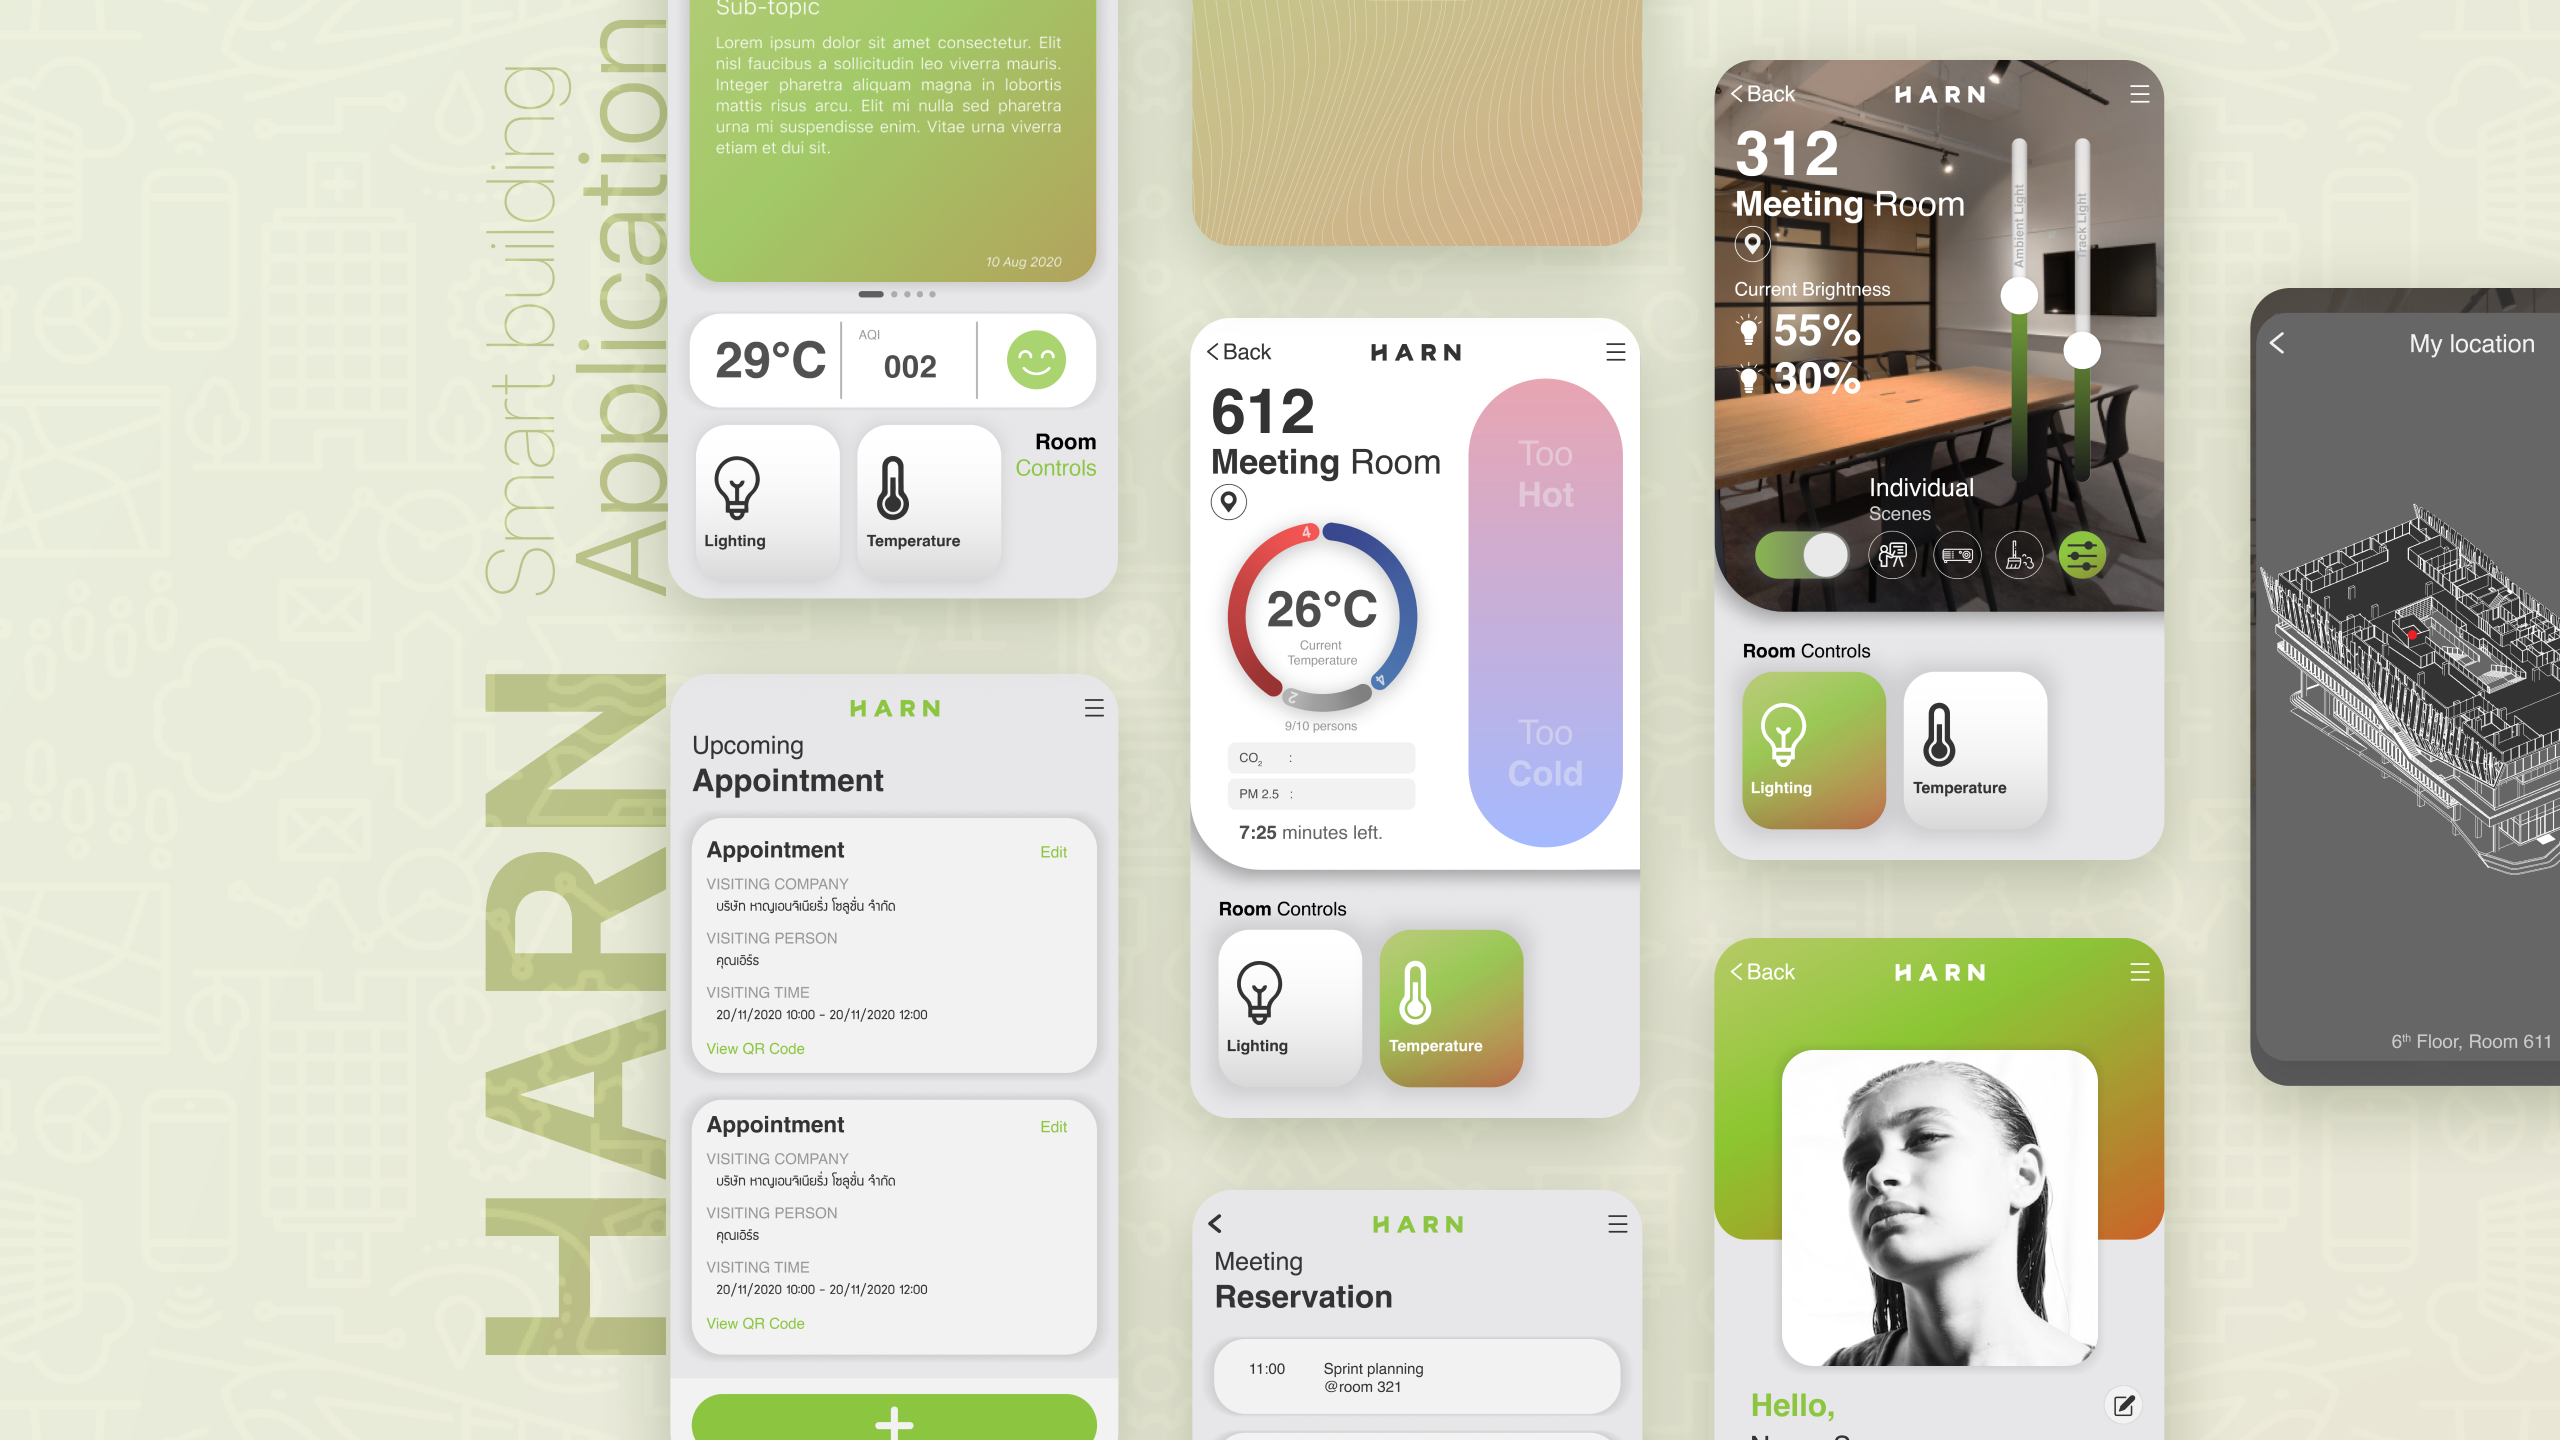 Smart building
Application
HARN
Sub-topic
Lorem ipsum dolor sit amet consectetur. Elit
nisl faucibus a sollicitudin leo viverra mauris.
Integer pharetra aliquam magna in lobortis
mattis risus arcu. Elit mi nulla sed pharetra
urna mi suspendisse enim. Vitae urna viverra
etiam et dui sit.
10 Aug 2020
29°C
AQI
002
Room
Controls
Lighting
Temperature
HARN
Upcoming
Appointment
Appointment
Edit
VISITING COMPANY
บริษัท หาญเอนจิเนียริ่ง โซลูชั่น จำกัด
VISITING PERSON
คุณเอิร์ธ
VISITING TIME
20/11/2020 10:00 - 20/11/2020 12:00
View QR Code
Appointment
Edit
VISITING COMPANY
บริษัท หาญเอนจิเนียริ่ง โซลูชั่น จำกัด
VISITING PERSON
คุณเอิร์ธ
VISITING TIME
20/11/2020 10:00 - 20/11/2020 12:00
View QR Code
Back
HARN
612
Meeting Room
4
4
2
26°C
Current
Temperature
9/10 persons
CO₂ :
PM 2.5 :
7:25 minutes left.
Too
Hot
Too
Cold
Room Controls
Lighting
Temperature
HARN
Meeting
Reservation
11:00 Sprint planning
@room 321
Back
HARN
312
Meeting Room
Current Brightness
55%
30%
Ambient Light
Track Light
Individual
Scenes
Room Controls
Lighting
Temperature
Back
HARN
Hello,
My location
6th Floor, Room 611